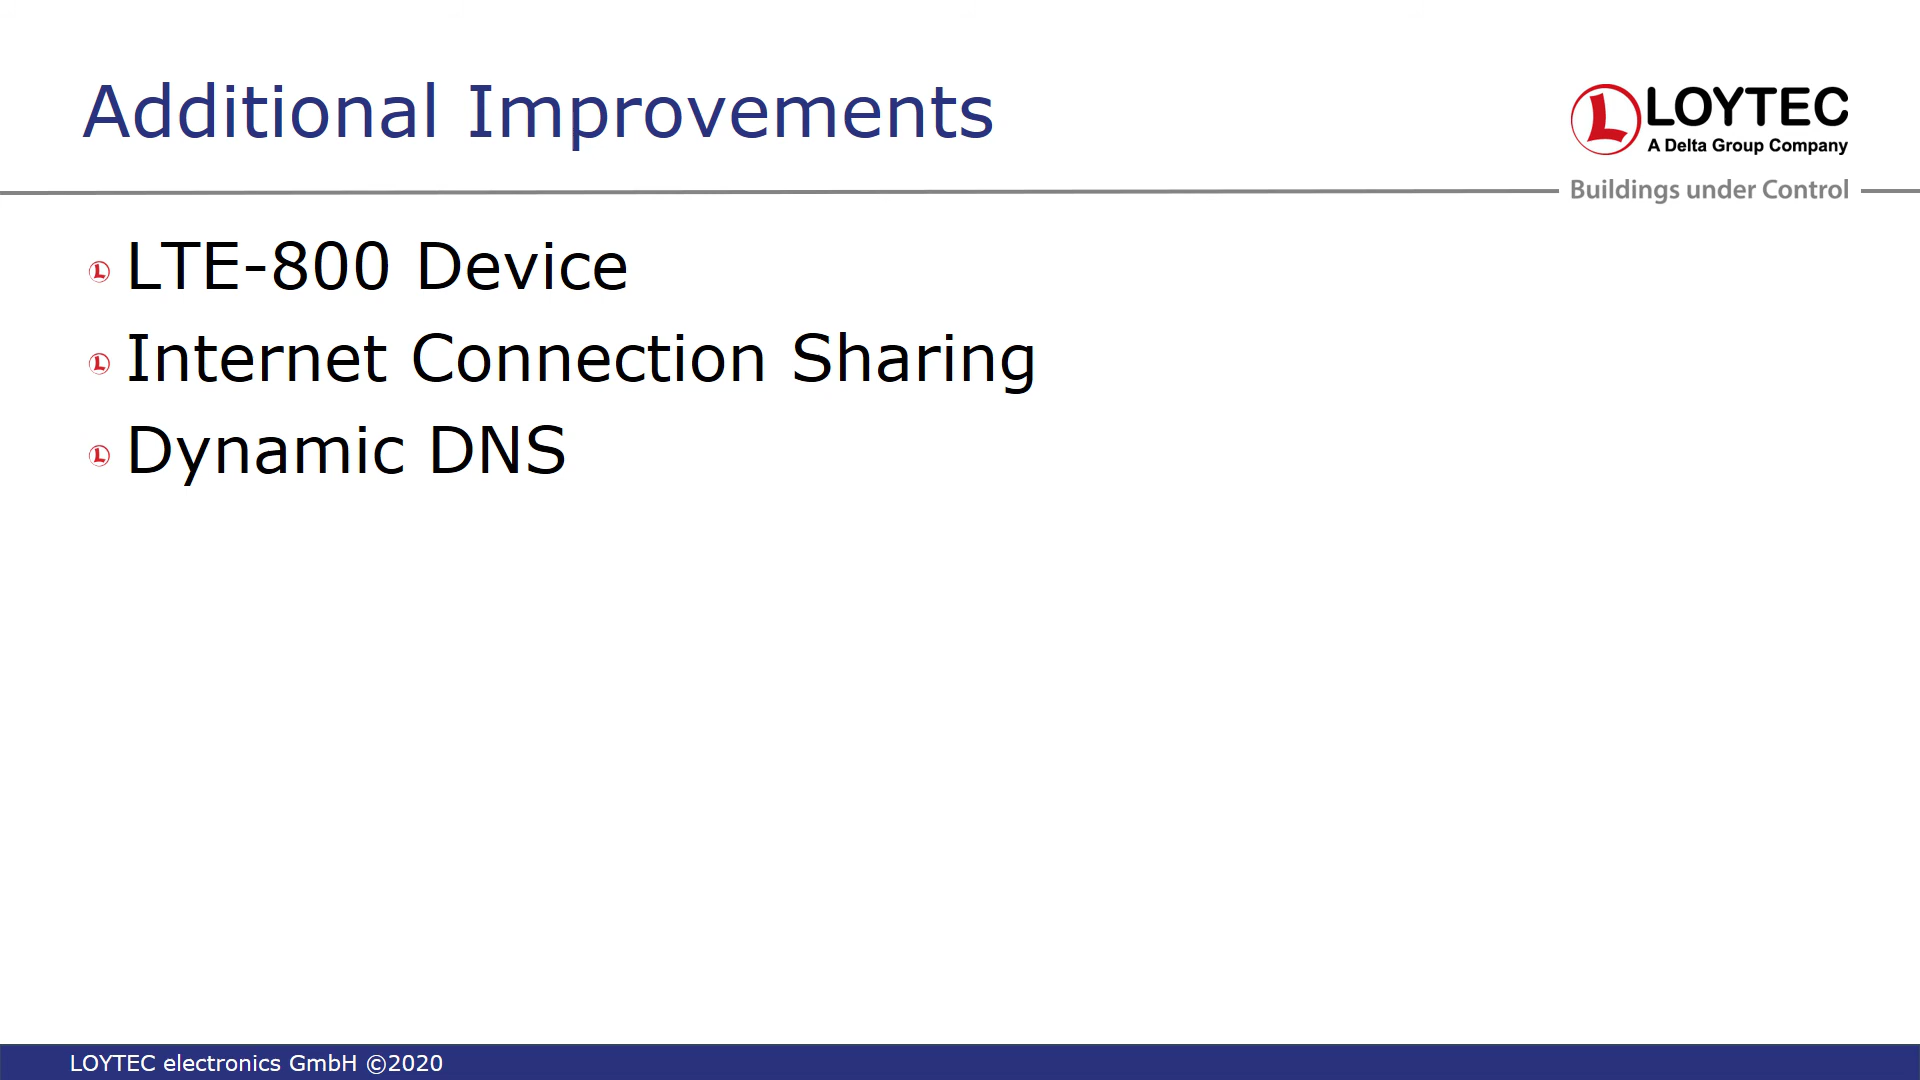 Additional Improvements
LOYTEC
A Delta Group Company
Buildings under Control
LTE-800 Device
Internet Connection Sharing
Dynamic DNS
LOYTEC electronics GmbH ©2020